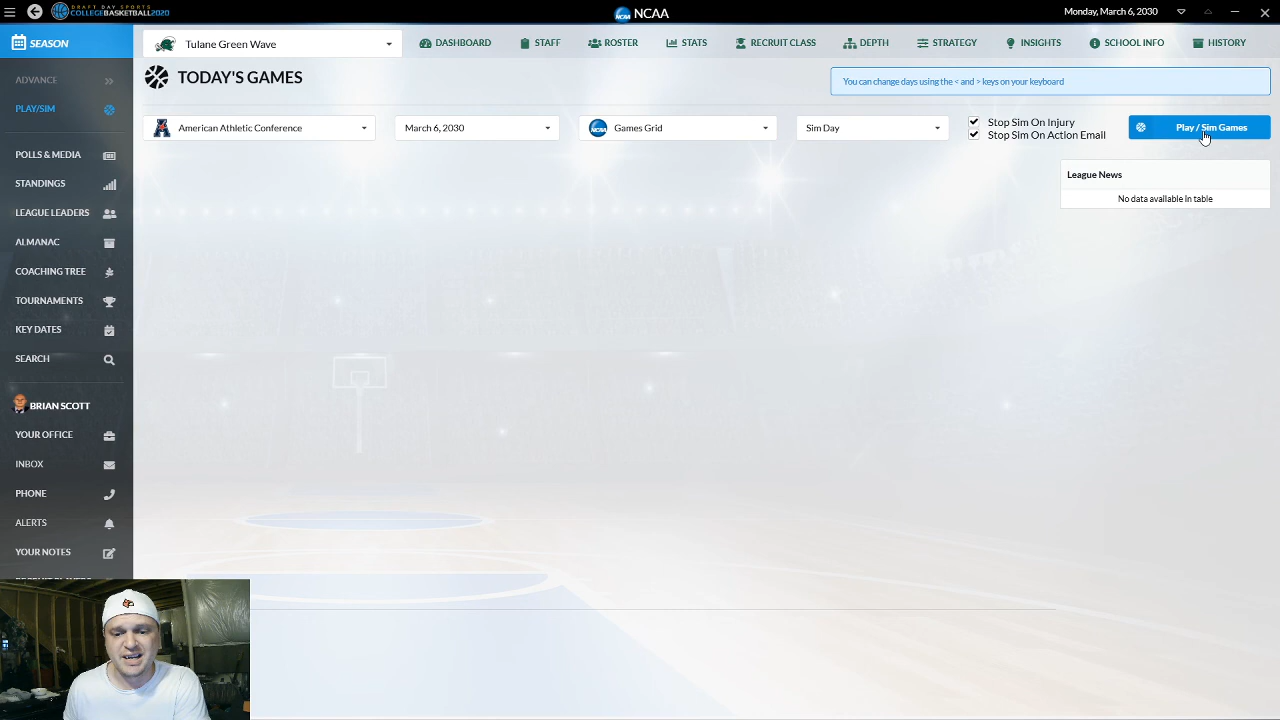 DRAFT DAY SPORTS
COLLEGEBASKETBALL2020
NCAA
Monday, March 6, 2030
SEASON
Tulane Green Wave
DASHBOARD
STAFF
ROSTER
STATS
RECRUIT CLASS
DEPTH
STRATEGY
INSIGHTS
SCHOOL INFO
HISTORY
ADVANCE
PLAY/SIM
TODAY'S GAMES
You can change days using the < and > keys on your keyboard
American Athletic Conference
March 6, 2030
Games Grid
Sim Day
Stop Sim On Injury
Stop Sim On Action Email
Play / Sim Games
League News
No data available in table
POLLS & MEDIA
STANDINGS
LEAGUE LEADERS
ALMANAC
COACHING TREE
TOURNAMENTS
KEY DATES
SEARCH
BRIAN SCOTT
YOUR OFFICE
INBOX
PHONE
ALERTS
YOUR NOTES